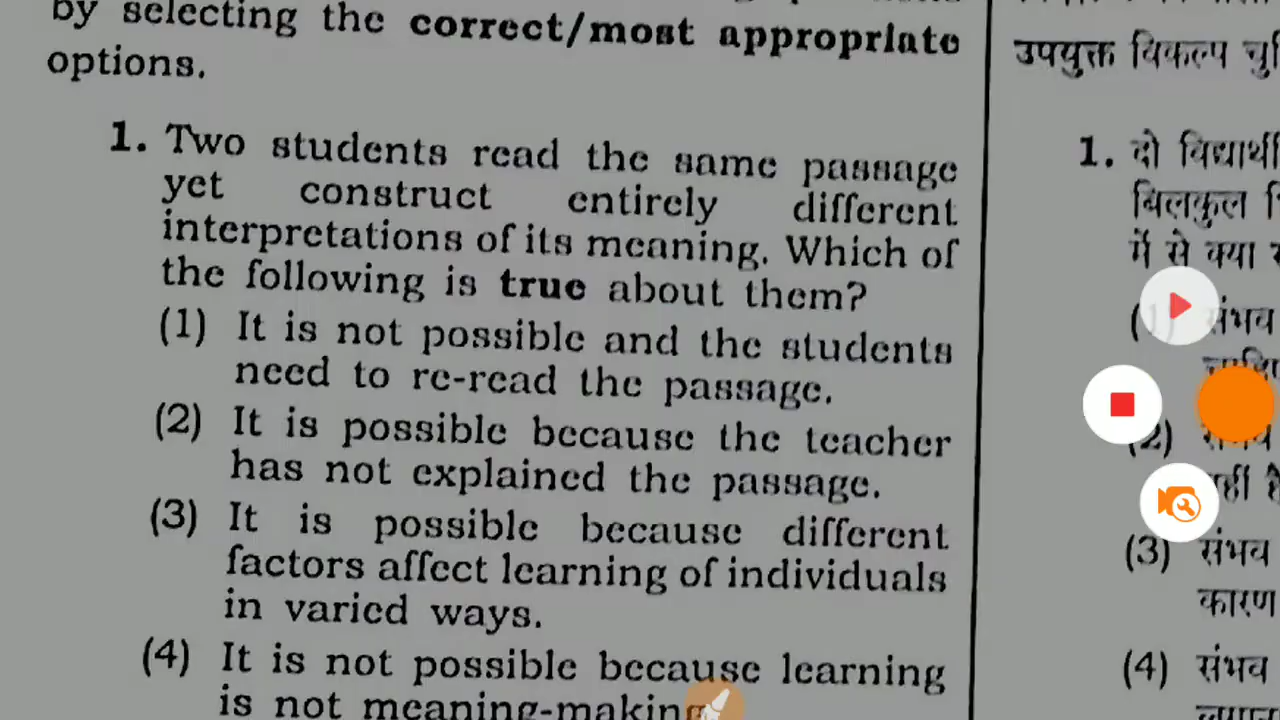 by selecting the correct/most appropriate
options.
1. Two students read the same passage
yet construct entirely different
interpretations of its meaning. Which of
the following is true about them?
(1) It is not possible and the students
need to re-read the passage.
(2) It is possible because the teacher
has not explained the passage.
(3) It is possible because different
factors affect learning of individuals
in varied ways.
(4) It is not possible because learning
is not meaning-making
उपयुक्त विकल्प
1. दो विद्यार्थी
बिलकुल
में से क्या
(1) संभव
(2)
(3) संभव
कारण
(4) संभव